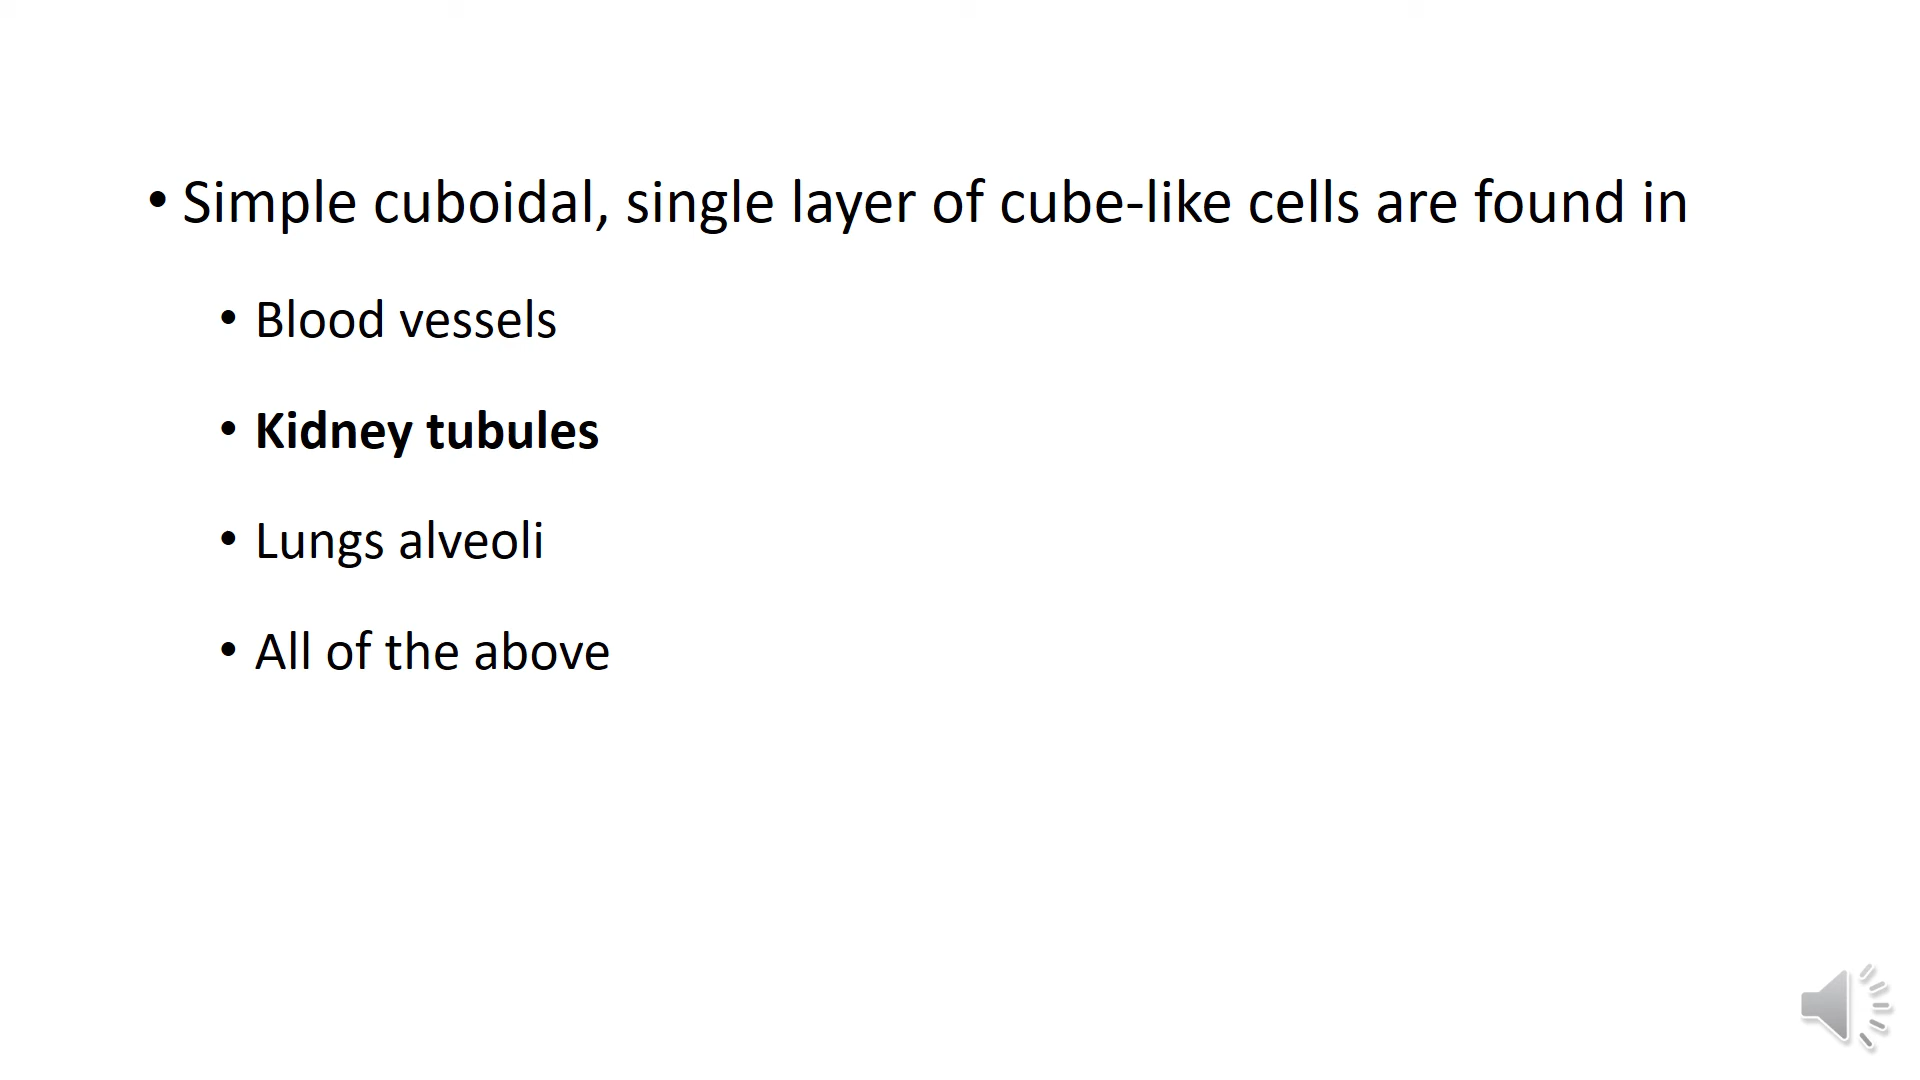 • Simple cuboidal, single layer of cube-like cells are found in
• Blood vessels
• Kidney tubules
• Lungs alveoli
• All of the above